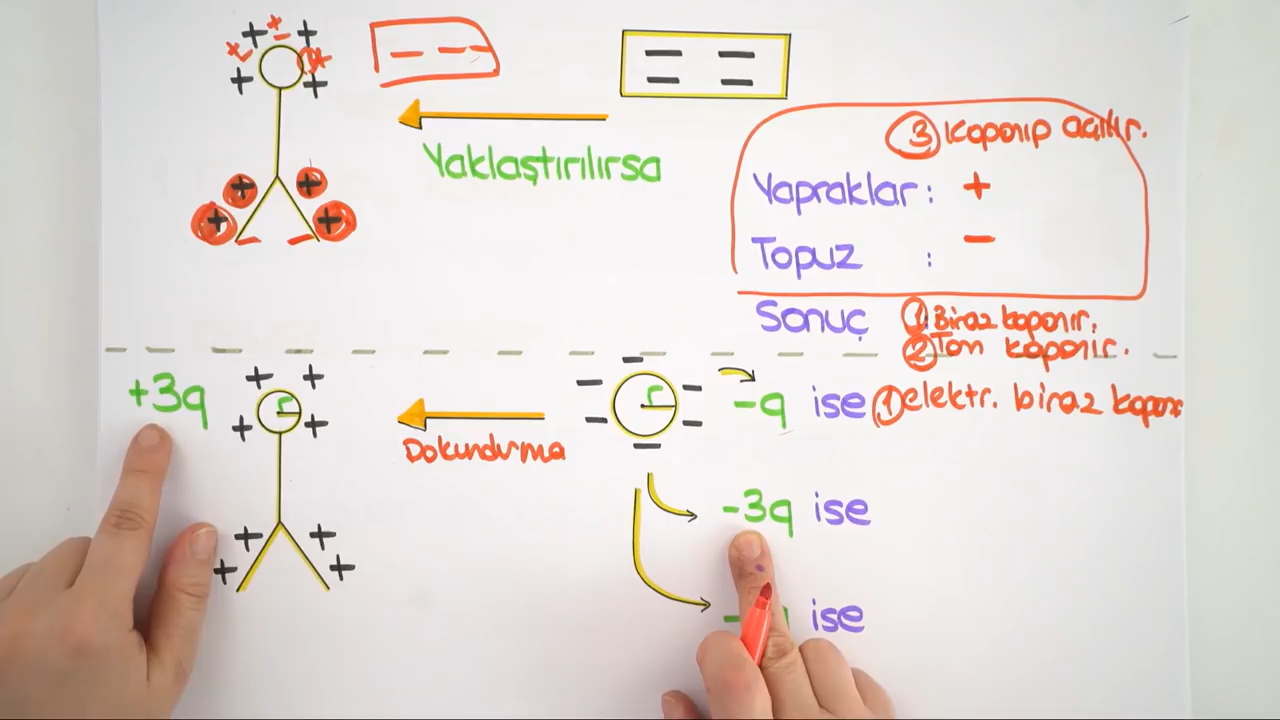 Yaklaştırılırsa
③ Kapanıp açılır.
Yapraklar : +
Topuz : -
Sonuç ① Biraz kapanır.
② Tam kapanır.
+3q
r
r
-q ise ① elektr. biraz kapanır
Dokundurma
-3q ise
ise